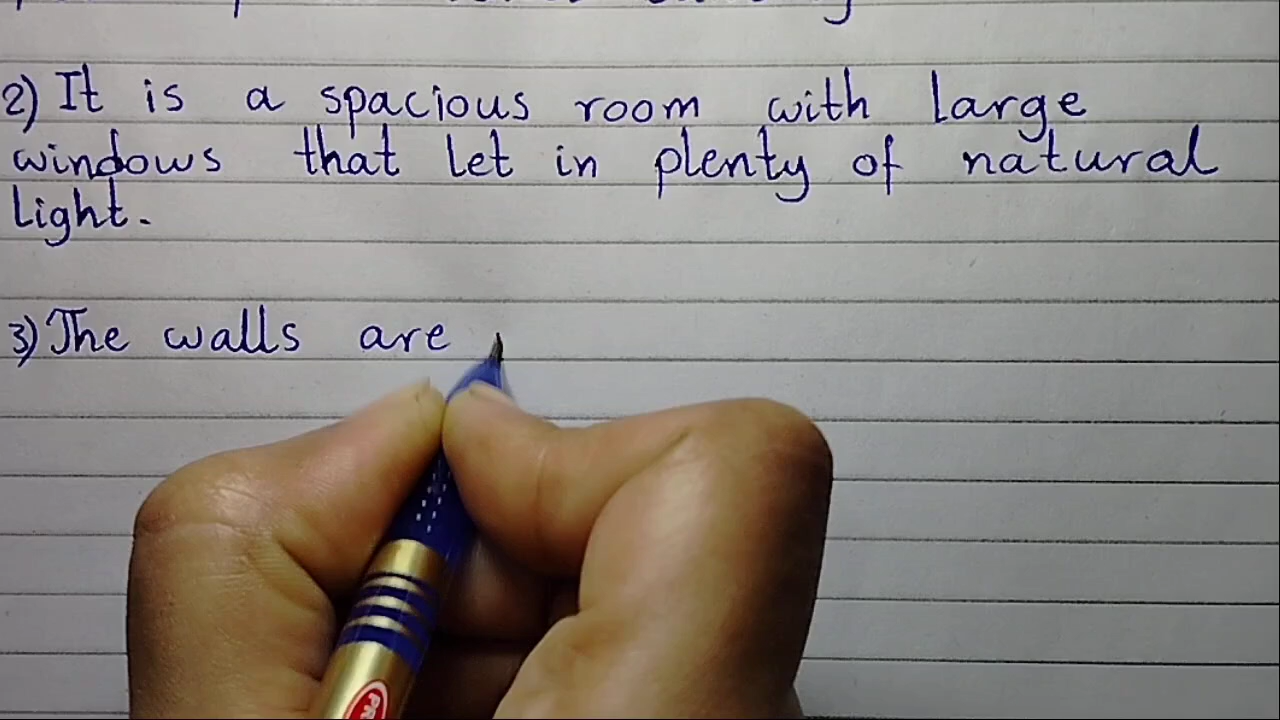 2) It is a spacious room with large
windows that let in plenty of natural
light.
3) The walls are
PR